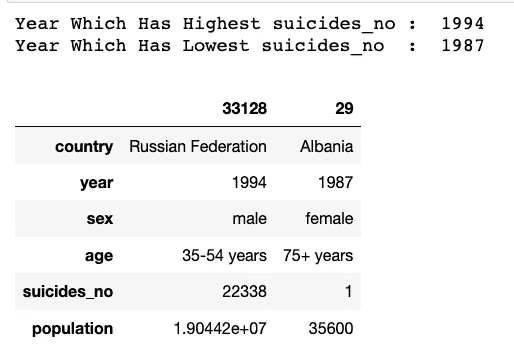 Year Which Has Highest suicides_no :  1994
Year Which Has Lowest suicides_no  :  1987
33128 29
country Russian Federation Albania
year 1994 1987
sex male female
age 35-54 years 75+ years
suicides_no 22338 1
population 1.90442e+07 35600